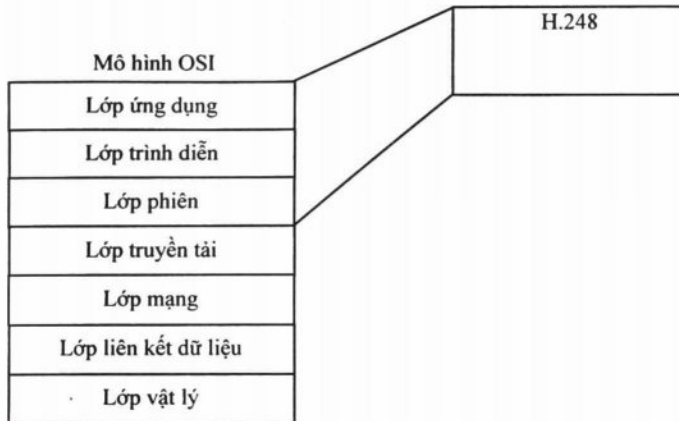 H.248
Mô hình OSI
Lớp ứng dụng
Lớp trình diễn
Lớp phiên
Lớp truyền tải
Lớp mạng
Lớp liên kết dữ liệu
Lớp vật lý